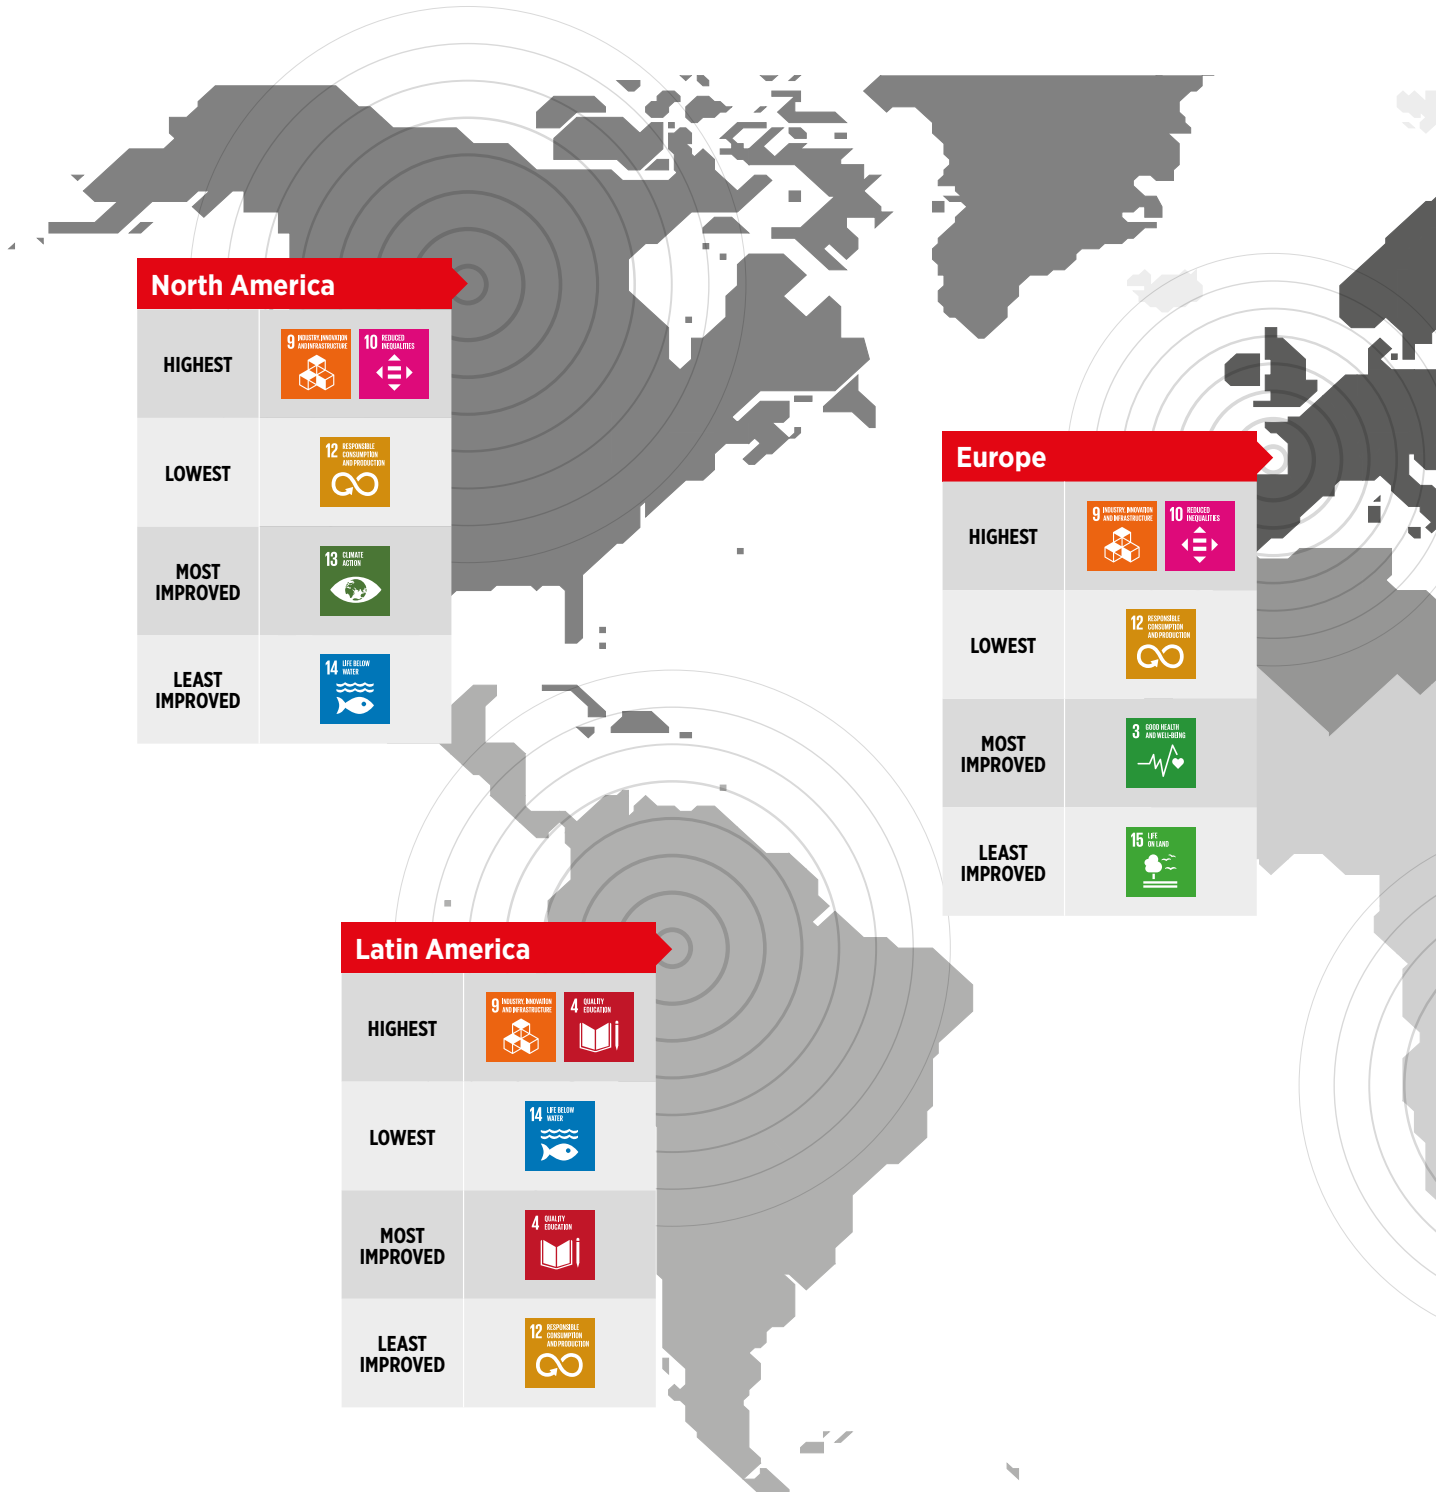 North America
HIGHEST
9 INDUSTRY, INNOVATION
AND INFRASTRUCTURE
10 REDUCED
INEQUALITIES
LOWEST
12 RESPONSIBLE
CONSUMPTION
AND PRODUCTION
MOST
IMPROVED
13 CLIMATE
ACTION
LEAST
IMPROVED
14 LIFE BELOW
WATER
Europe
HIGHEST
9 INDUSTRY, INNOVATION
AND INFRASTRUCTURE
10 REDUCED
INEQUALITIES
LOWEST
12 RESPONSIBLE
CONSUMPTION
AND PRODUCTION
MOST
IMPROVED
3 GOOD HEALTH
AND WELL-BEING
LEAST
IMPROVED
15 LIFE
ON LAND
Latin America
HIGHEST
9 INDUSTRY, INNOVATION
AND INFRASTRUCTURE
4 QUALITY
EDUCATION
LOWEST
14 LIFE BELOW
WATER
MOST
IMPROVED
4 QUALITY
EDUCATION
LEAST
IMPROVED
12 RESPONSIBLE
CONSUMPTION
AND PRODUCTION